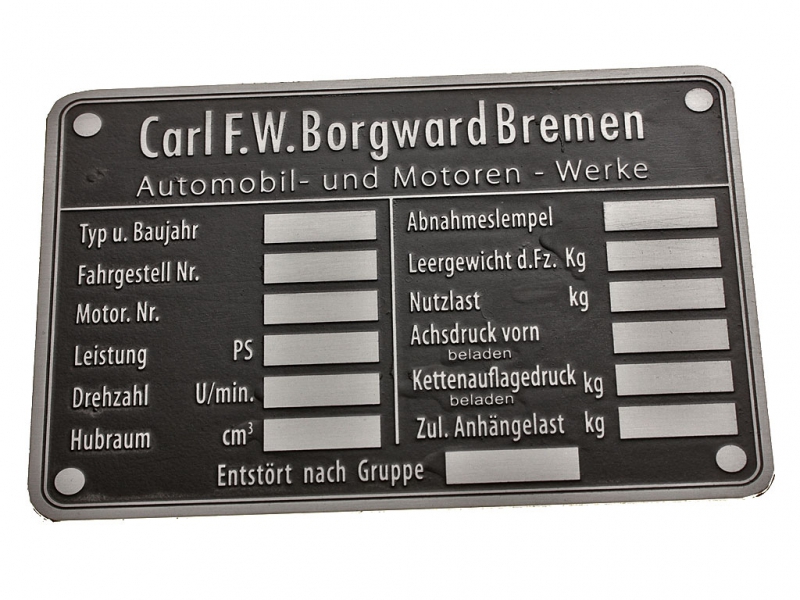 Carl F.W. Borgward Bremen
Automobil- und Motoren - Werke
Typ u. Baujahr
Fahrgestell Nr.
Motor. Nr.
Leistung PS
Drehzahl U/min.
Hubraum cm³
Abnahmeslempel
Leergewicht d.Fz. Kg
Nutzlast kg
Achsdruck vorn
beladen
Kettenauflagedruck kg
beladen
Zul. Anhängelast kg
Entstört nach Gruppe